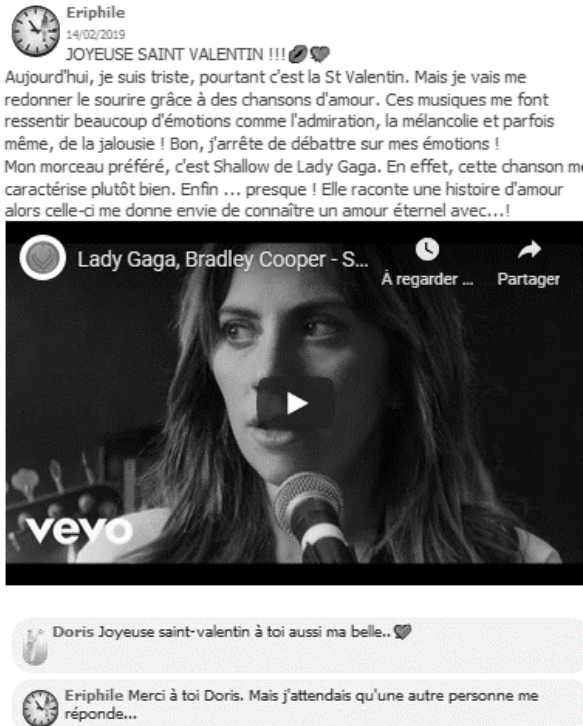 Eriphile
14/02/2019
JOYEUSE SAINT VALENTIN !!!
Aujourd'hui, je suis triste, pourtant c'est la St Valentin. Mais je vais me
redonner le sourire grâce à des chansons d'amour. Ces musiques me font
ressentir beaucoup d'émotions comme l'admiration, la mélancolie et parfois
même, de la jalousie ! Bon, j'arrête de débattre sur mes émotions !
Mon morceau préféré, c'est Shallow de Lady Gaga. En effet, cette chanson me
caractérise plutôt bien. Enfin ... presque ! Elle raconte une histoire d'amour
alors celle-ci me donne envie de connaître un amour éternel avec...!
Lady Gaga, Bradley Cooper - S...
À regarder ...
Partager
vevo
Doris Joyeuse saint-valentin à toi aussi ma belle..
Eriphile Merci à toi Doris. Mais j'attendais qu'une autre personne me
réponde...